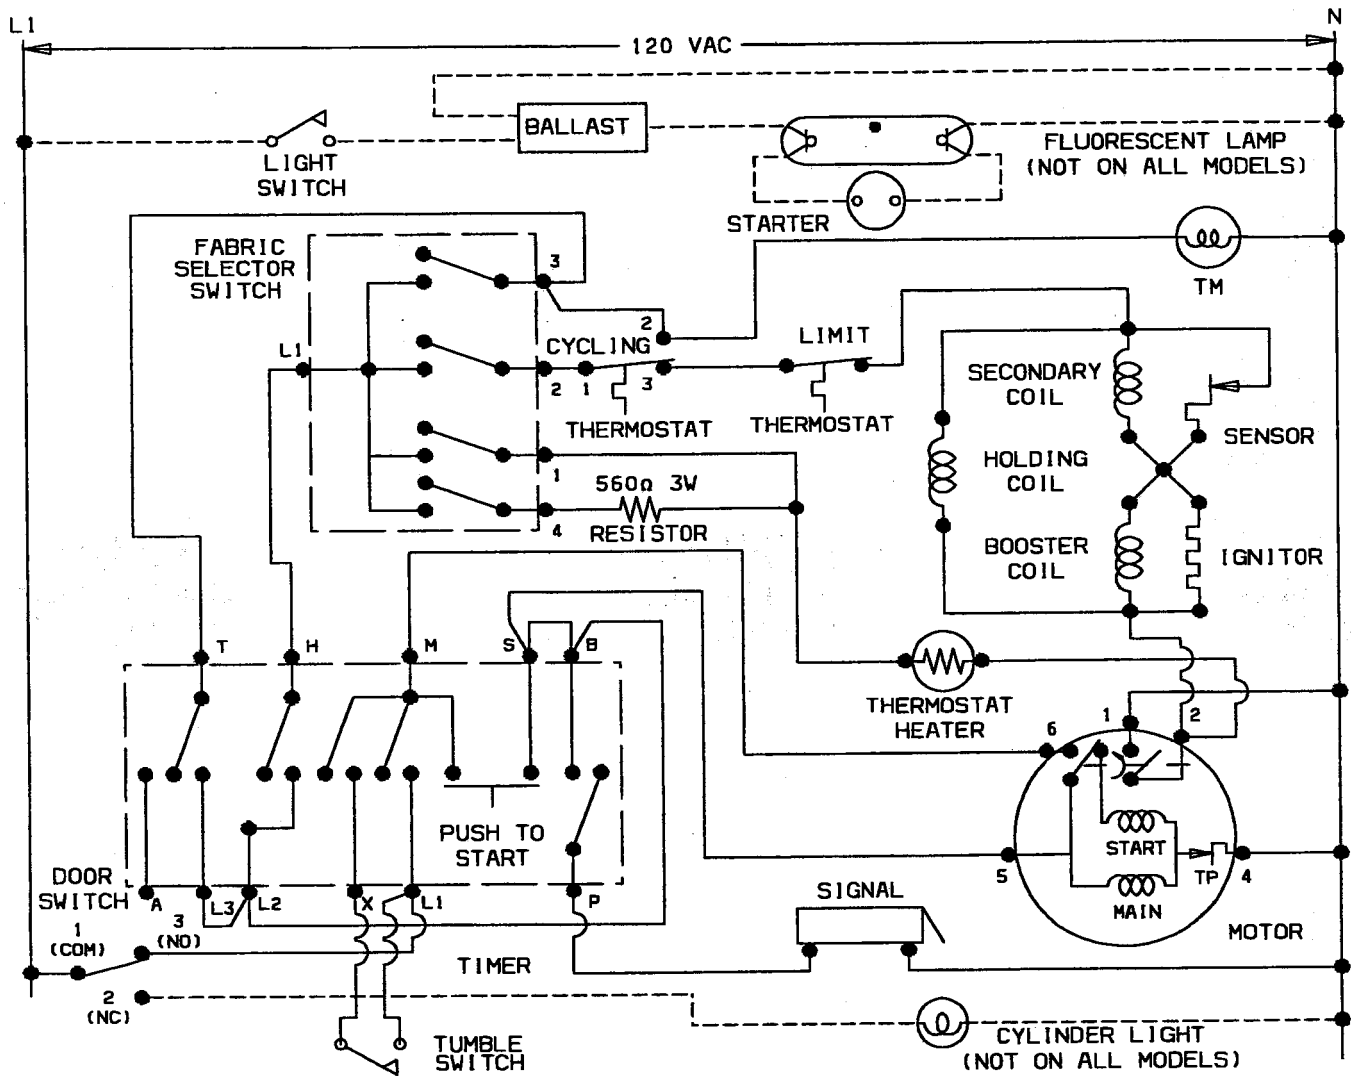 L1
N
120 VAC
BALLAST
LIGHT
SWITCH
FLUORESCENT LAMP
(NOT ON ALL MODELS)
STARTER
FABRIC
SELECTOR
SWITCH
3
TM
2
L1
CYCLING
LIMIT
2
1
3
THERMOSTAT
THERMOSTAT
SECONDARY
COIL
SENSOR
HOLDING
COIL
1
560Ω 3W
4
RESISTOR
BOOSTER
COIL
IGNITOR
T
H
M
S
B
THERMOSTAT
HEATER
6
1
2
PUSH TO
START
START
5
TP
4
MAIN
MOTOR
DOOR
SWITCH
A
L3
L2
X
L1
P
SIGNAL
1
(COM)
3
(NO)
TIMER
2
(NC)
TUMBLE
SWITCH
CYLINDER LIGHT
(NOT ON ALL MODELS)